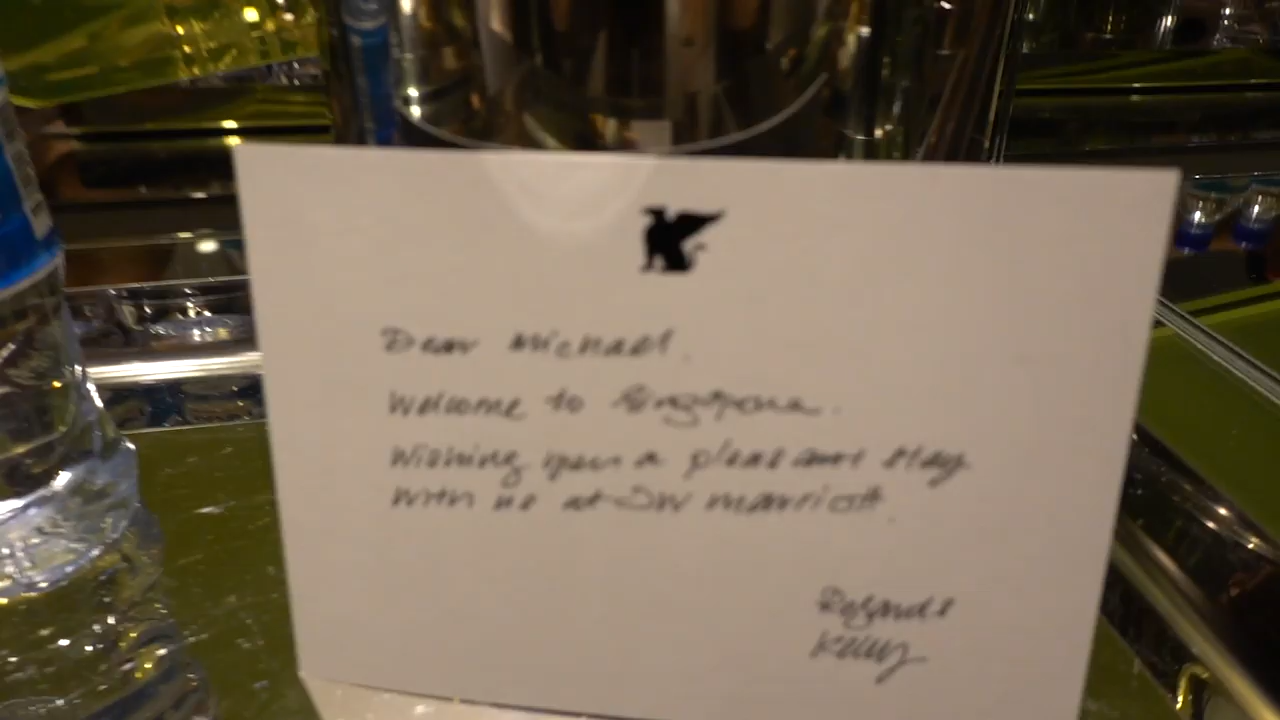 Dear Michael.
Welcome to Singapore.
Wishing you a pleasant stay
with us at JW Marriott.
Regards
Kelly